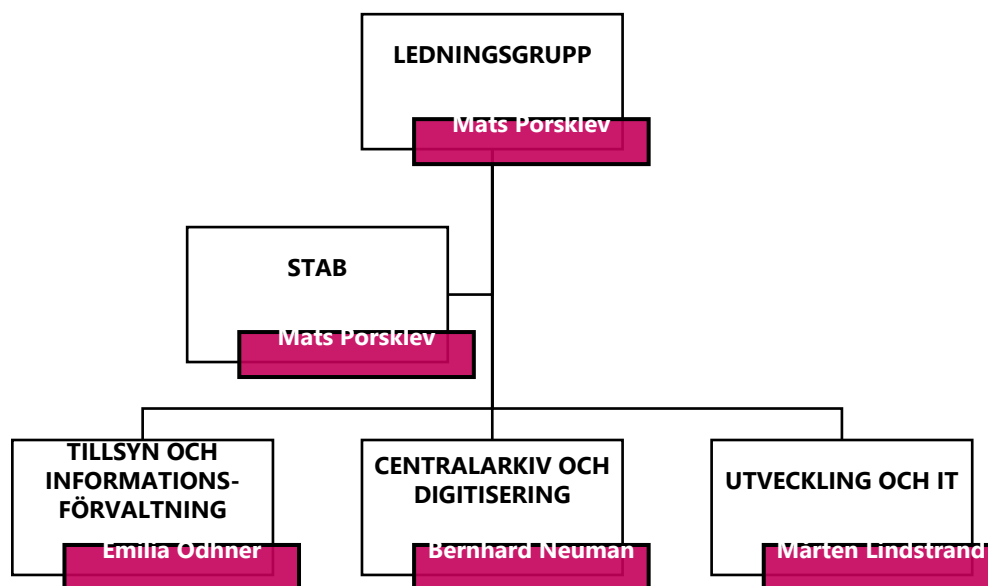 LEDNINGSGRUPP
Mats Porsklev
STAB
Mats Porsklev
TILLSYN OCH
INFORMATIONS-
FÖRVALTNING
Emilia Odhner
CENTRALARKIV OCH
DIGITISERING
Bernhard Neuman
UTVECKLING OCH IT
Mårten Lindstrand